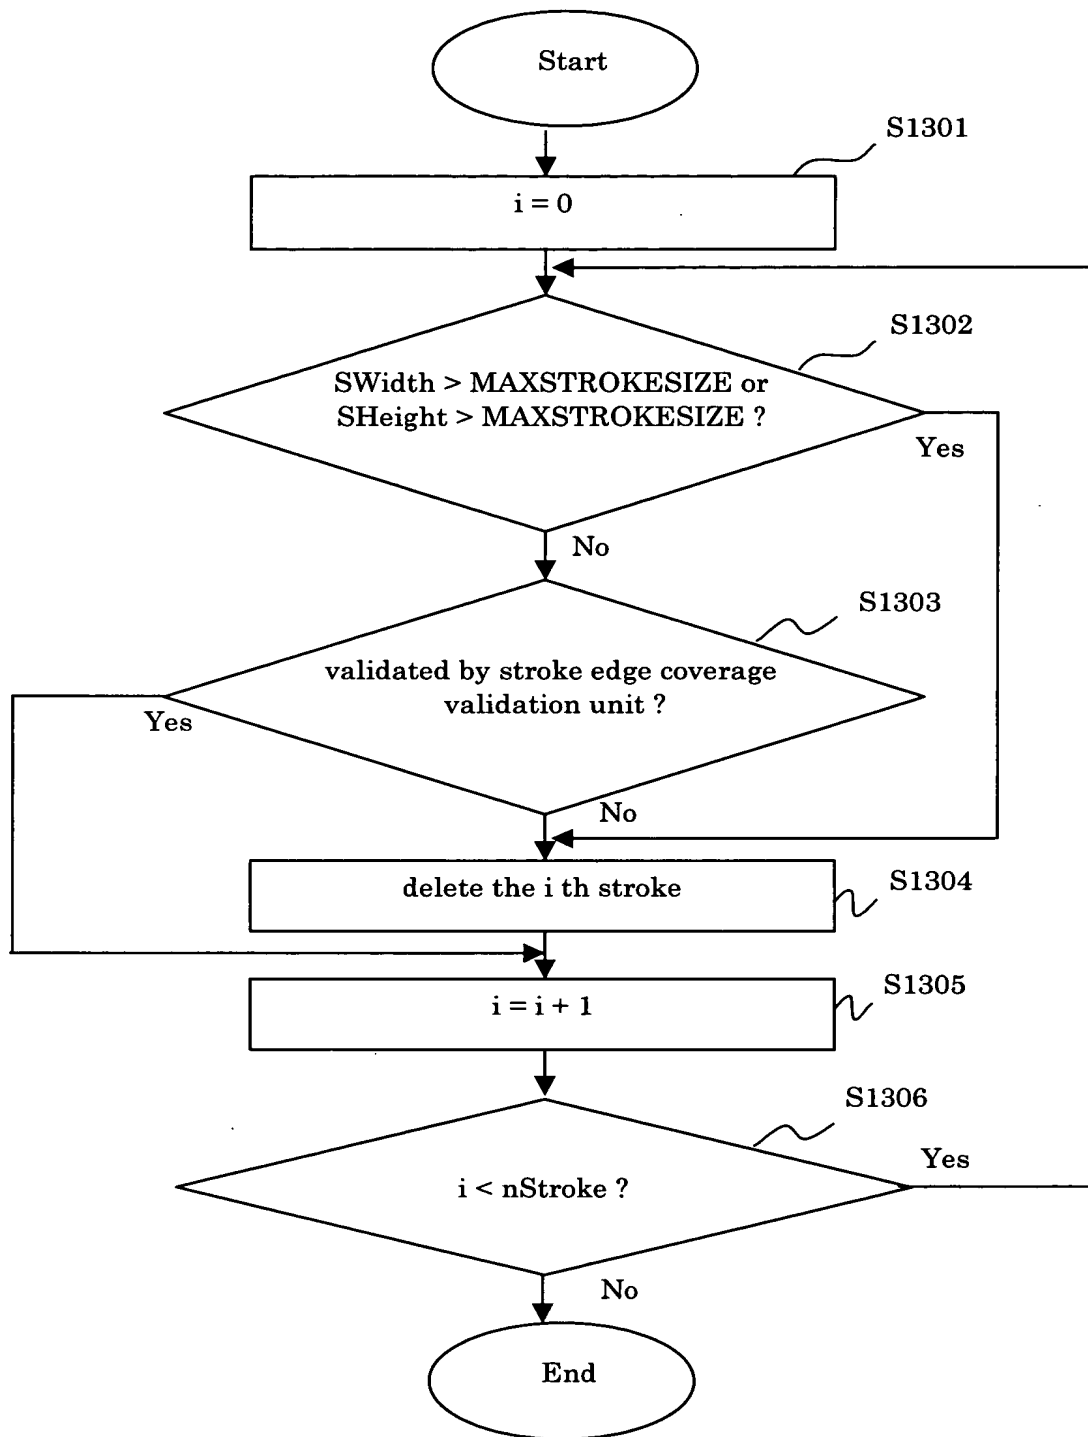 Start
S1301
i = 0
S1302
SWidth > MAXSTROKESIZE or
SHeight > MAXSTROKESIZE ?
Yes
No
S1303
validated by stroke edge coverage
validation unit ?
Yes
No
S1304
delete the i th stroke
S1305
i = i + 1
S1306
Yes
i < nStroke ?
No
End